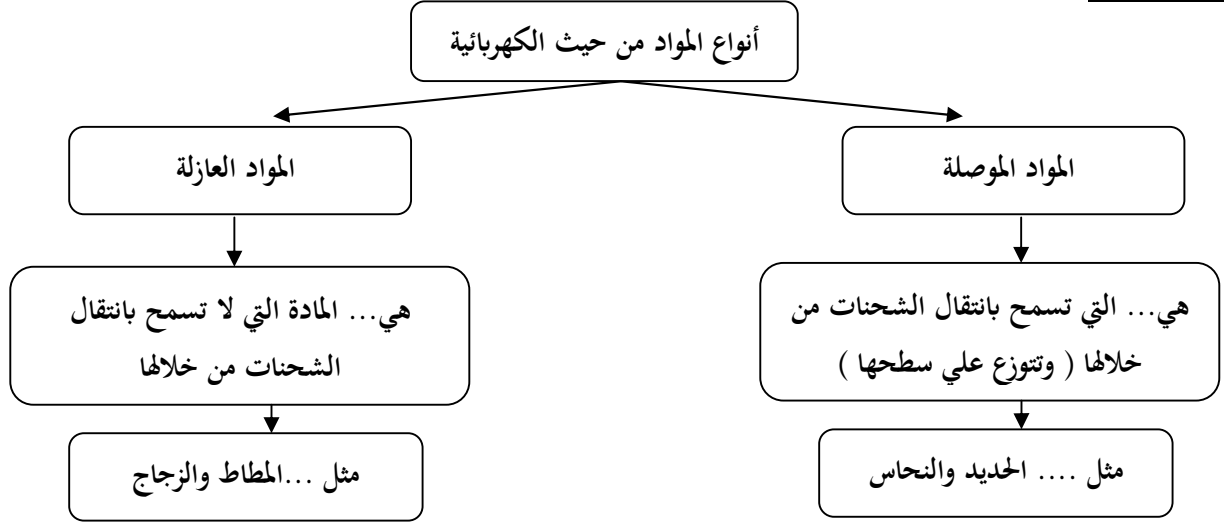 أنواع المواد من حيث الكهربائية
المواد الموصلة
المواد العازلة
هي... التي تسمح بانتقال الشحنات من
خلالها ( وتتوزع علي سطحها )
هي... المادة التي لا تسمح بانتقال
الشحنات من خلالها
مثل .... الحديد والنحاس
مثل ...المطاط والزجاج